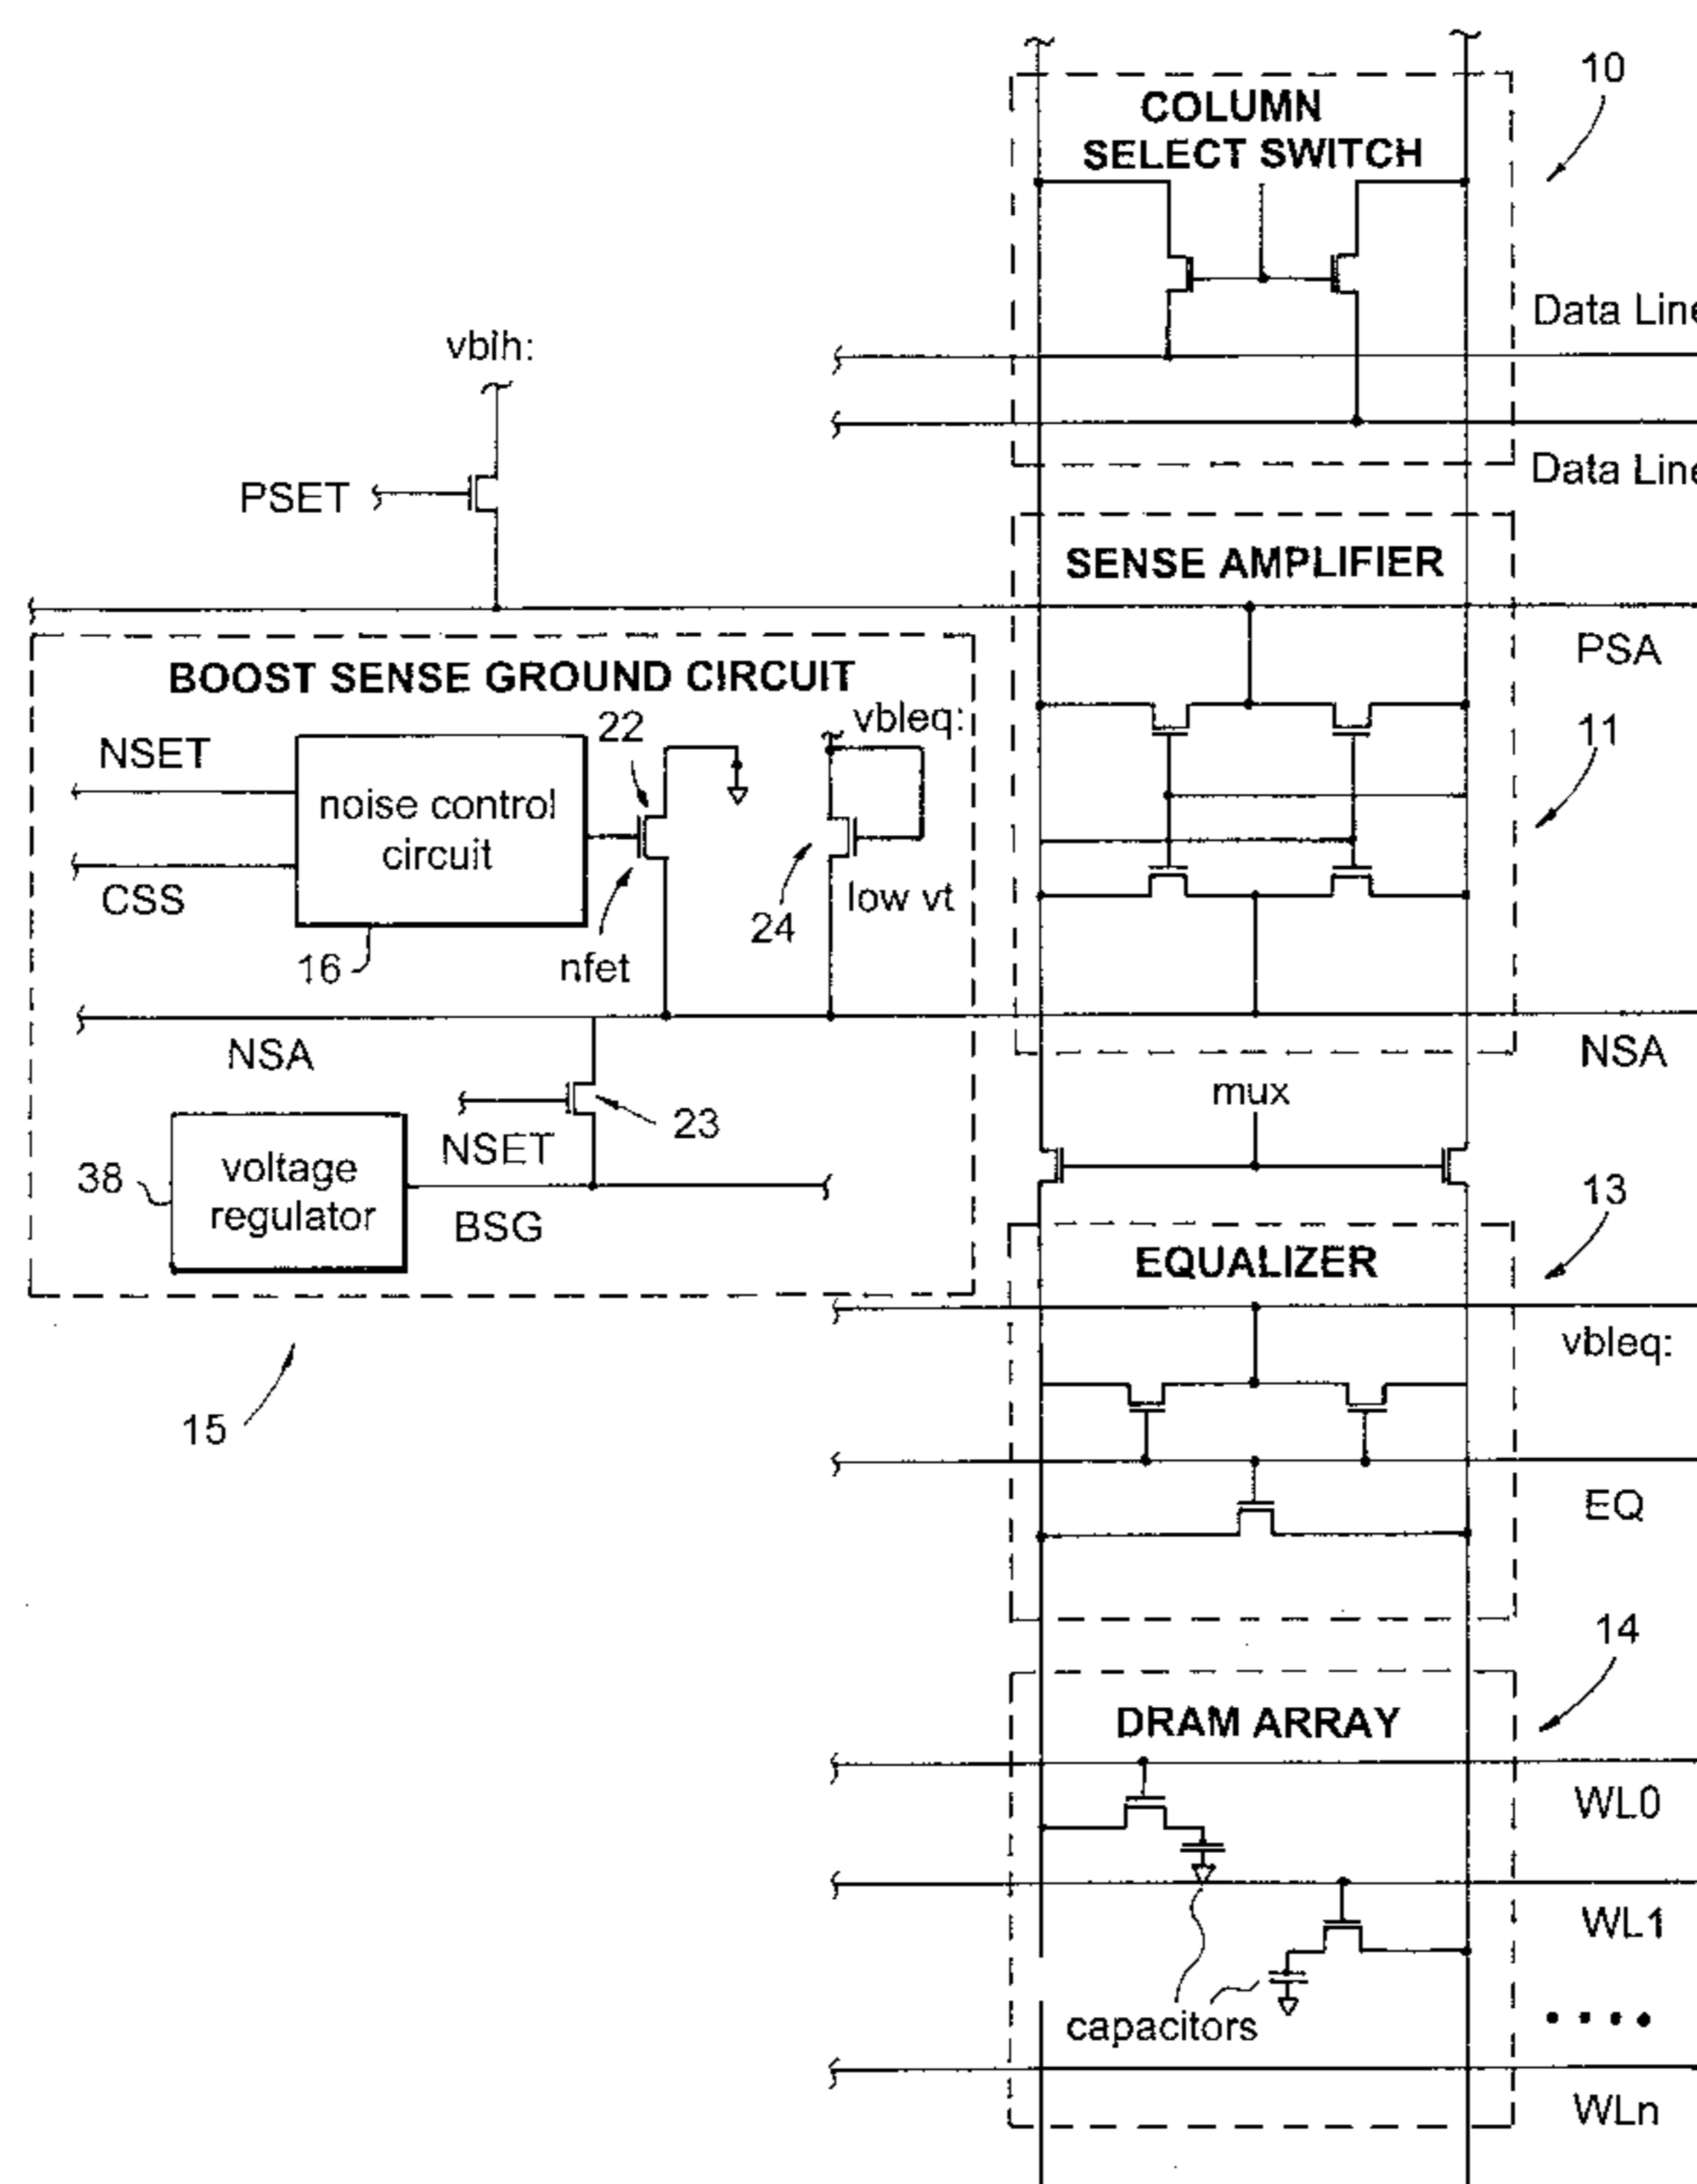 10
COLUMN
SELECT SWITCH
Data Line
vblh:
Data Line
PSET
SENSE AMPLIFIER
PSA
BOOST SENSE GROUND CIRCUIT
22
vbleq:
11
NSET
noise control
circuit
CSS
low vt
24
16
nfet
NSA
NSA
mux
23
NSET
38
voltage
regulator
13
BSG
EQUALIZER
vbleq:
15
EQ
14
DRAM ARRAY
WL0
WL1
capacitors
WLn